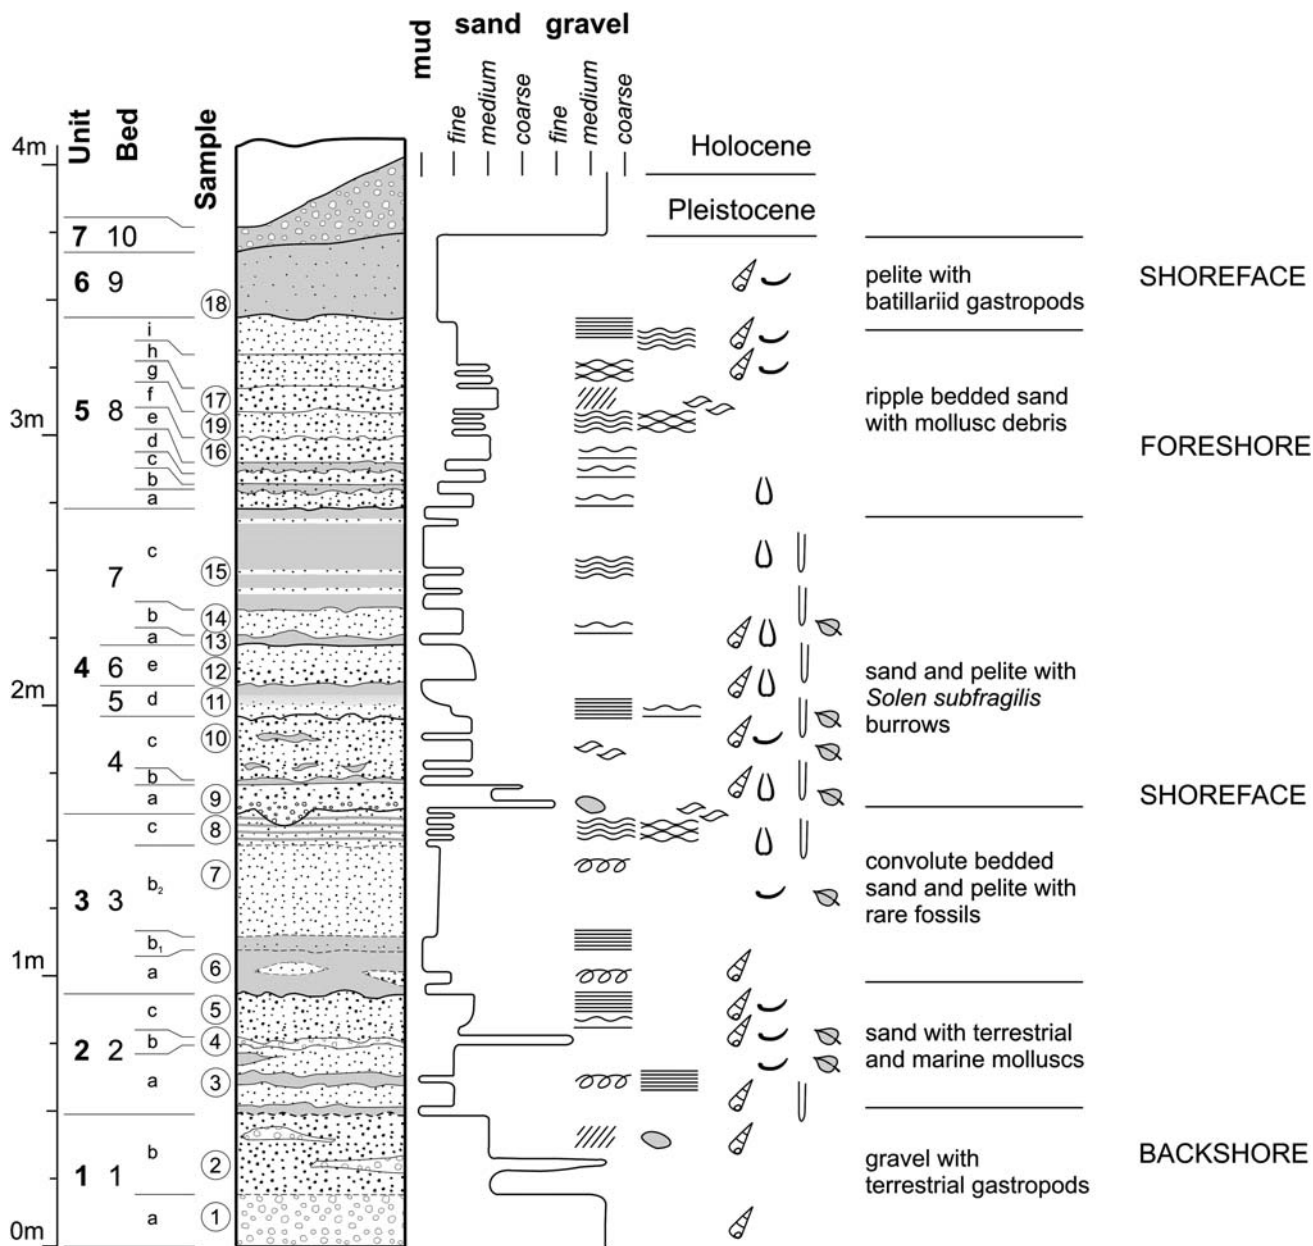 mud
sand
gravel
fine
medium
coarse
fine
medium
coarse
Unit
Bed
Sample
4m
Holocene
Pleistocene
7 10
6 9
18
pelite with
batillariid gastropods
SHOREFACE
i
h
g
f
e
d
c
b
a
5 8
17
19
16
3m
ripple bedded sand
with mollusc debris
FORESHORE
c
7
15
b
14
a
13
4
6 e
12
5 d
11
2m
c
10
4
b
a
9
sand and pelite with
Solen subfragilis
burrows
SHOREFACE
c
8
7
b2
3 3
b1
a
6
1m
convolute bedded
sand and pelite with
rare fossils
c
5
b
4
2 2
a
3
sand with terrestrial
and marine molluscs
b
2
1 1
a
1
0m
gravel with
terrestrial gastropods
BACKSHORE